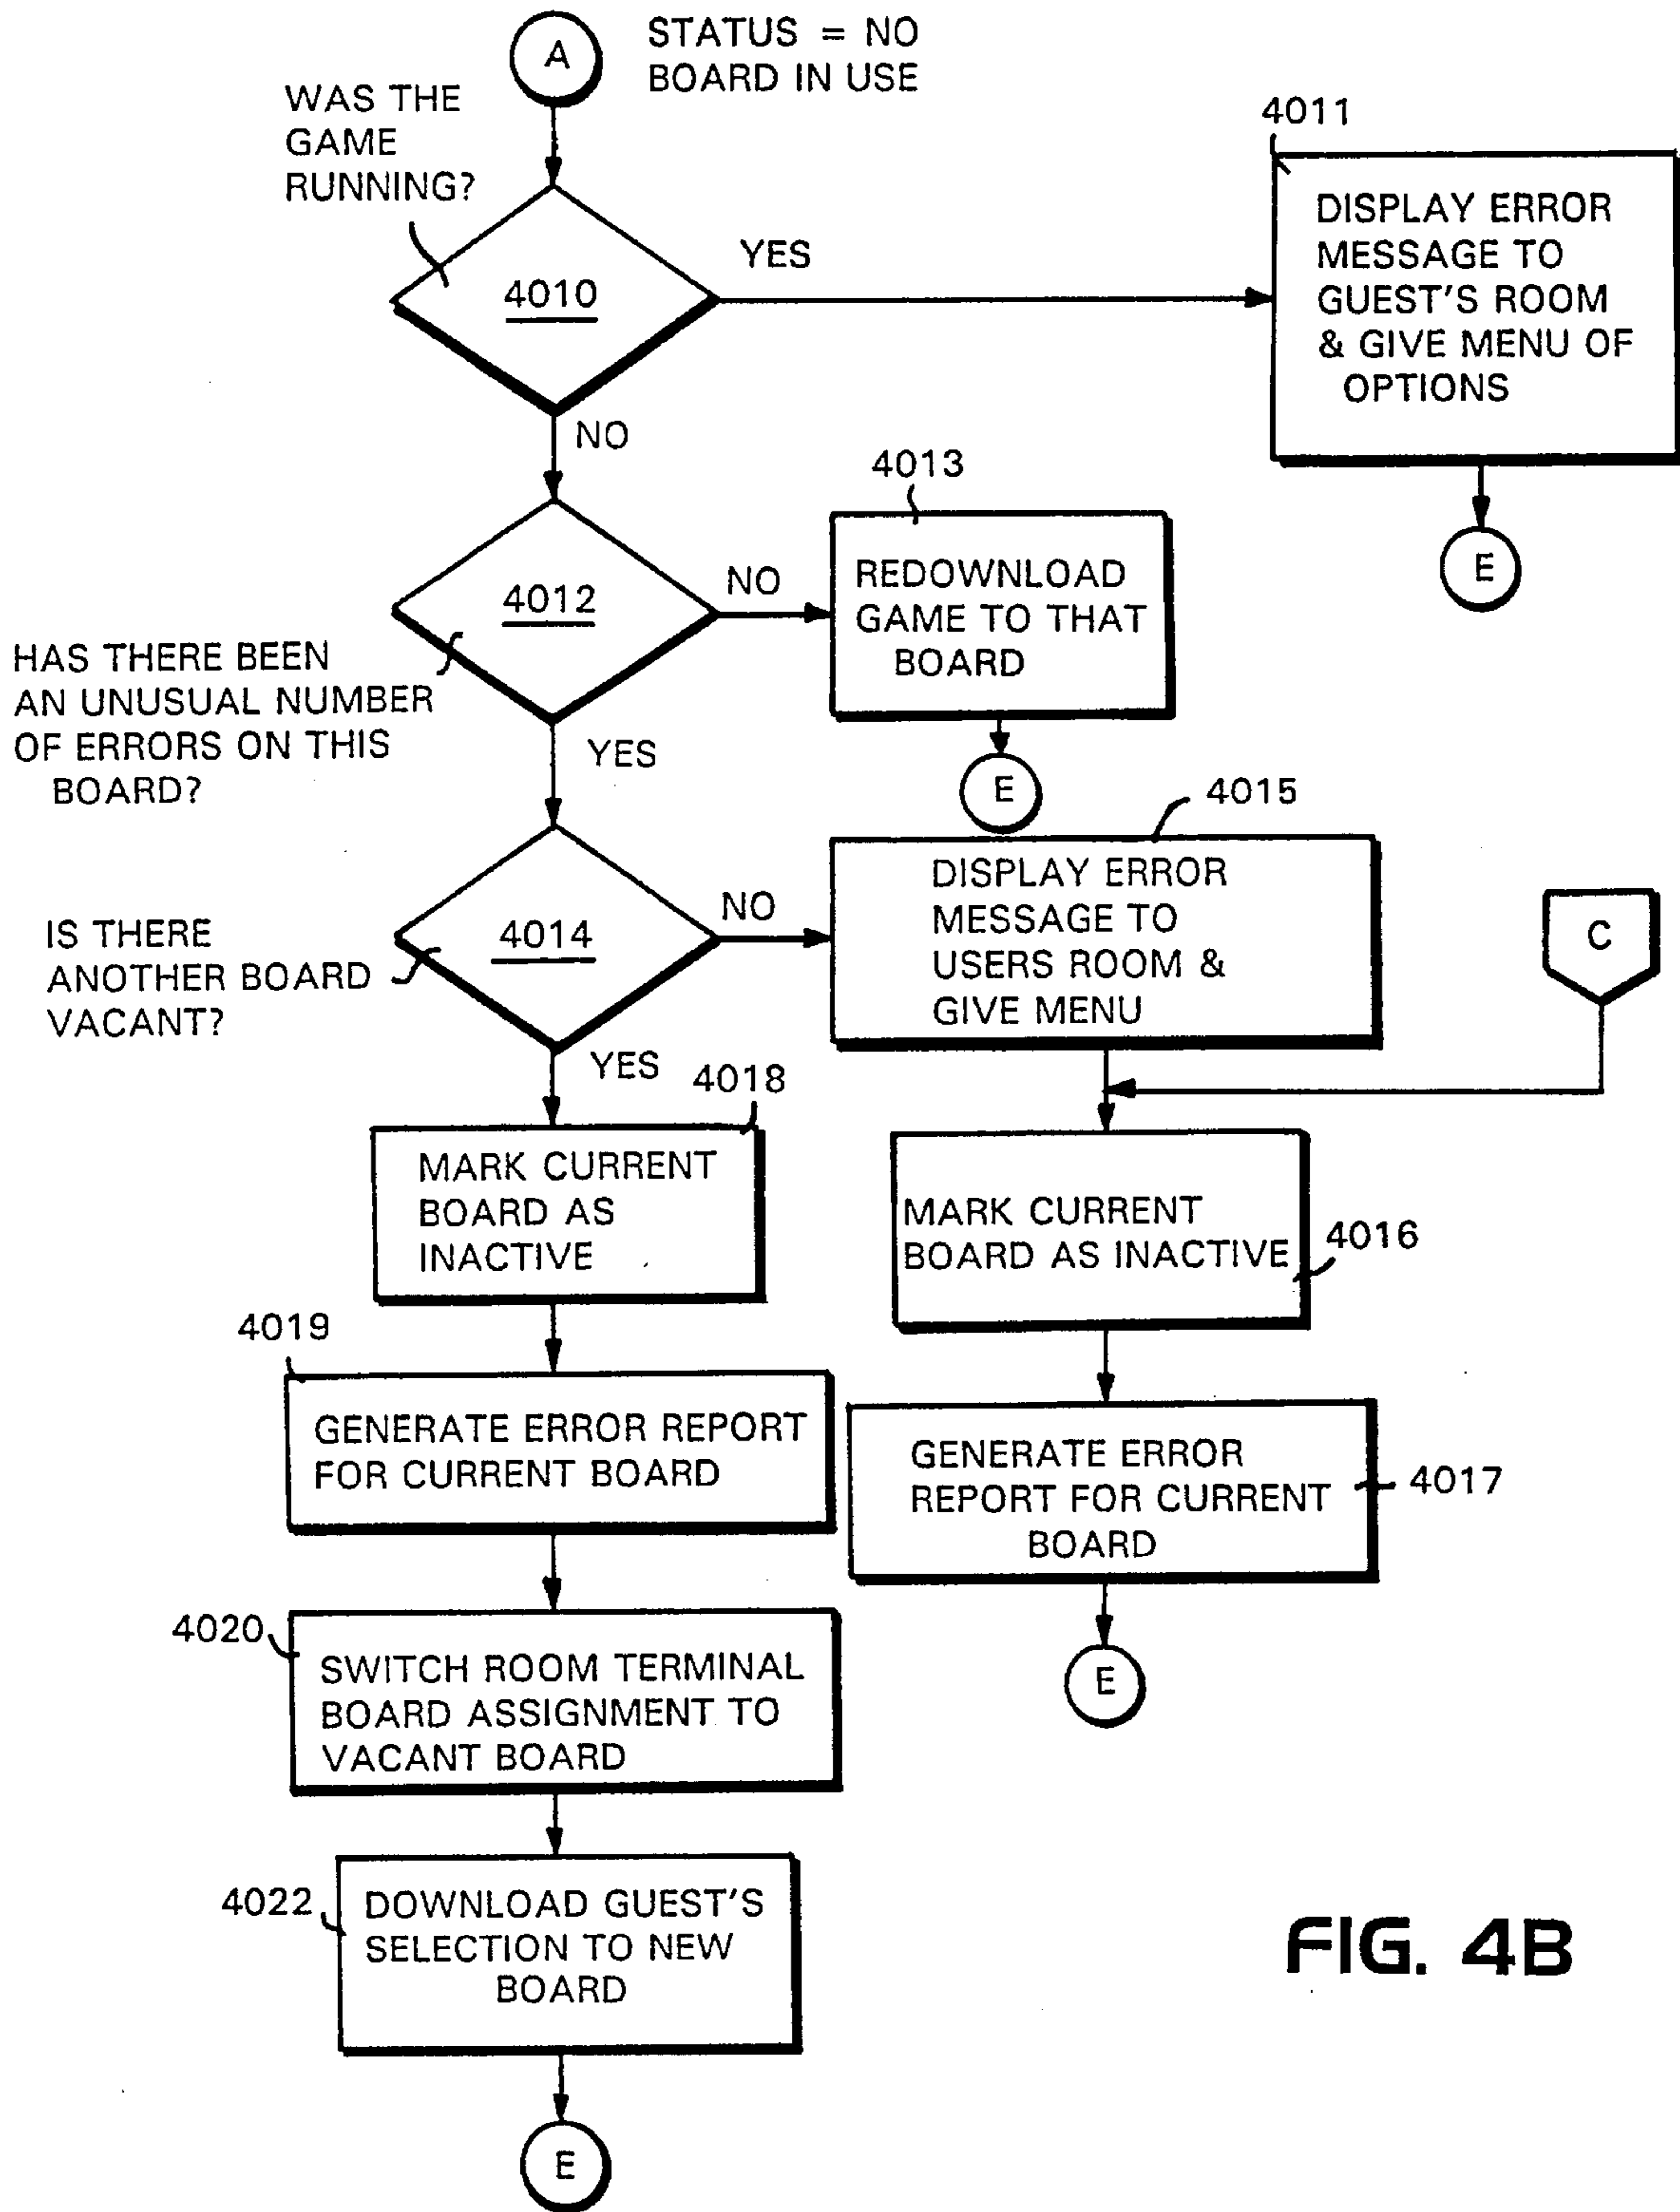 A
STATUS = NO
BOARD IN USE
WAS THE
GAME
RUNNING?
4010
YES
4011
DISPLAY ERROR
MESSAGE TO
GUEST'S ROOM
& GIVE MENU OF
OPTIONS
E
NO
4012
HAS THERE BEEN
AN UNUSUAL NUMBER
OF ERRORS ON THIS
BOARD?
NO
4013
REDOWNLOAD
GAME TO THAT
BOARD
E
YES
4014
IS THERE
ANOTHER BOARD
VACANT?
NO
4015
DISPLAY ERROR
MESSAGE TO
USERS ROOM &
GIVE MENU
C
YES
4018
MARK CURRENT
BOARD AS
INACTIVE
MARK CURRENT
BOARD AS INACTIVE
4016
4019
GENERATE ERROR REPORT
FOR CURRENT BOARD
GENERATE ERROR
REPORT FOR CURRENT
BOARD
4017
E
4020
SWITCH ROOM TERMINAL
BOARD ASSIGNMENT TO
VACANT BOARD
4022
DOWNLOAD GUEST'S
SELECTION TO NEW
BOARD
E
FIG. 4B